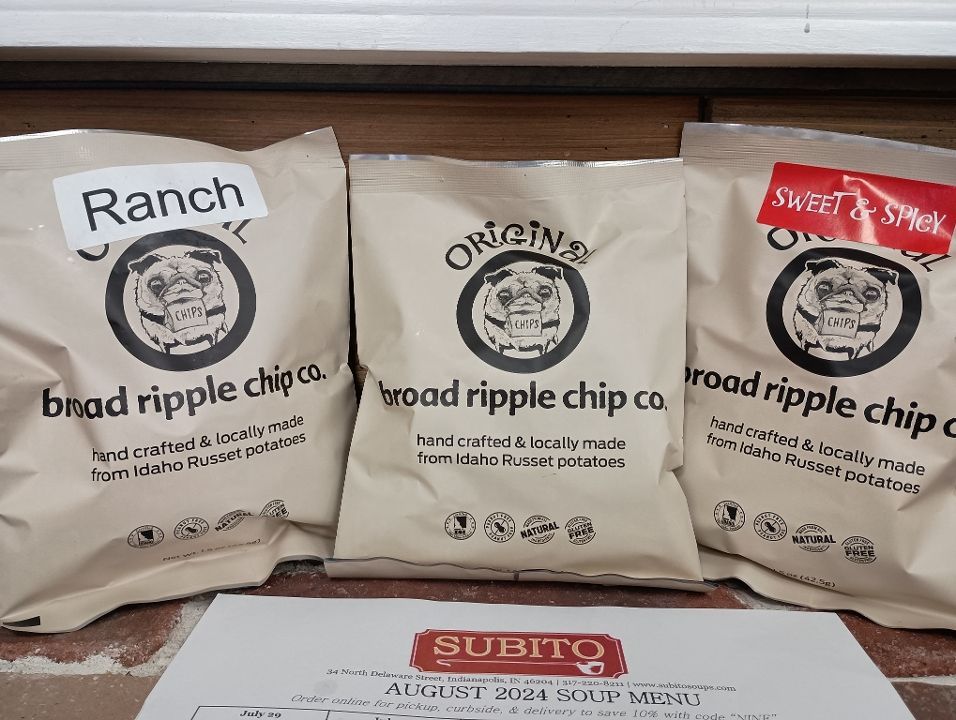 Ranch
CHIPS
broad ripple chip co.
hand crafted & locally made
from Idaho Russet potatoes
NATURAL
FREE
ORiGiNal
CHIPS
broad ripple chip co.
hand crafted & locally made
from Idaho Russet potatoes
NATURAL
GLUTEN
FREE
SWEET & SPICY
CHIPS
broad ripple chip c
hand crafted & locally made
from Idaho Russet potatoes
NATURAL
GLUTEN
FREE
oz (42.5g)
SUBITO
34 North Delaware Street, Indianapolis, IN 46204 | 317-220-8211 | www.subitosoups.com
AUGUST 2024 SOUP MENU
Order online for pickup, curbside, & delivery to save 10% with code "NINE"
July 29